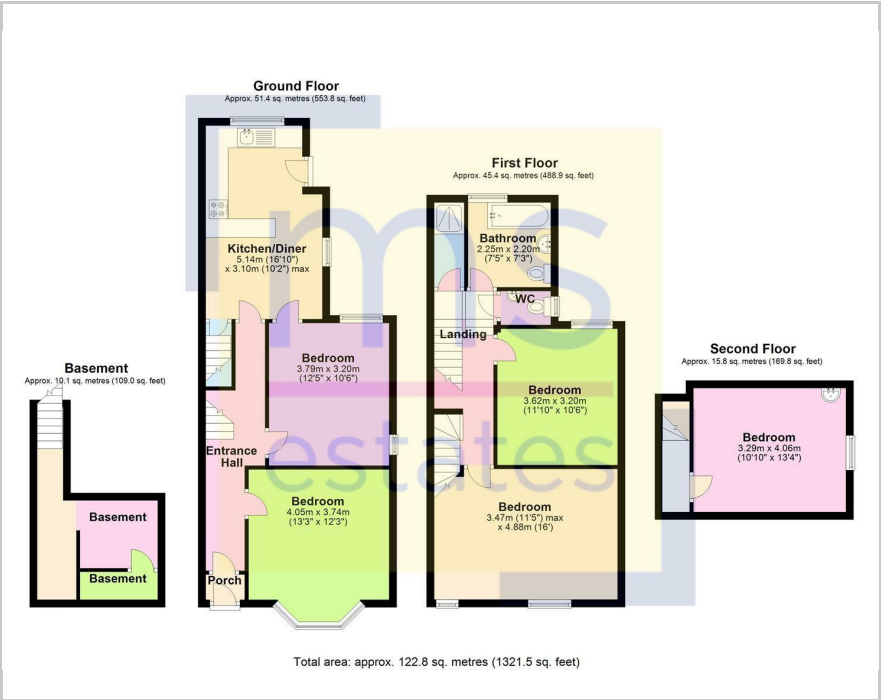 Ground Floor
Approx. 51.4 sq. metres (553.8 sq. feet)
Kitchen/Diner
5.14m (16'10")
x 3.10m (10'2") max
Bedroom
3.79m x 3.20m
(12'5" x 10'6")
Entrance
Hall
Bedroom
4.05m x 3.74m
(13'3" x 12'3")
Porch
First Floor
Approx. 45.4 sq. metres (488.9 sq. feet)
Bathroom
2.25m x 2.20m
(7'5" x 7'3")
WC
Landing
Bedroom
3.62m x 3.20m
(11'10" x 10'6")
Bedroom
3.47m (11'5") max
x 4.88m (16')
Basement
Approx. 10.1 sq. metres (109.0 sq. feet)
Basement
Basement
Second Floor
Approx. 15.8 sq. metres (169.8 sq. feet)
Bedroom
3.29m x 4.06m
(10'10" x 13'4")
ms
estates
Total area: approx. 122.8 sq. metres (1321.5 sq. feet)